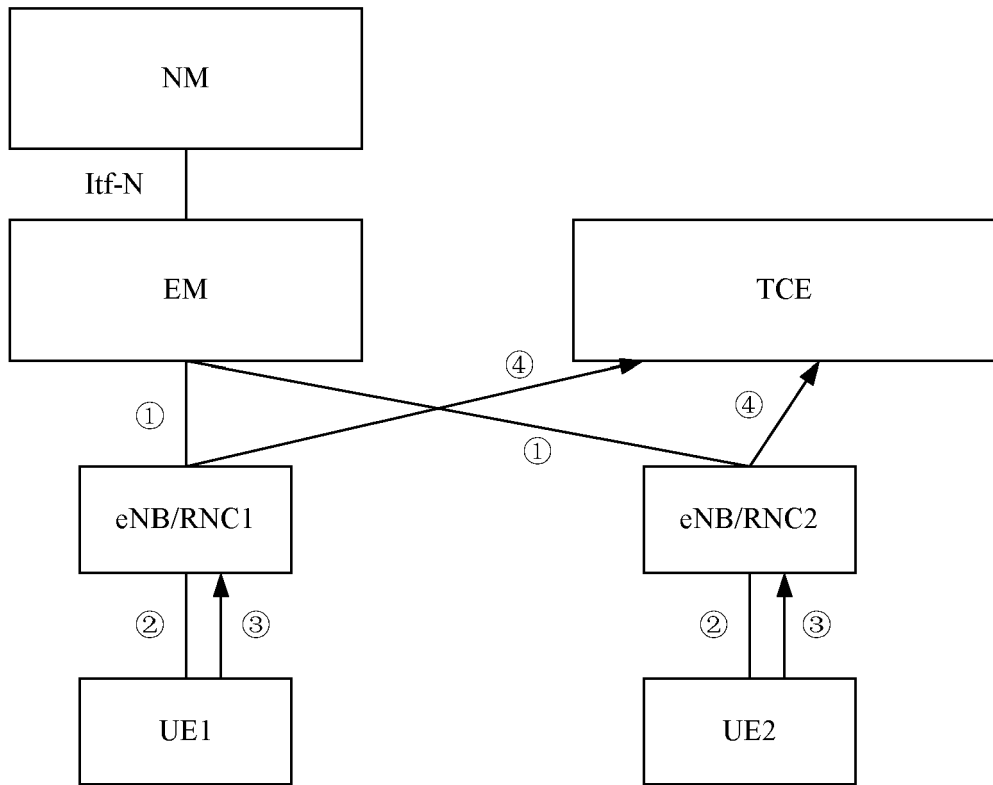 NM
Itf-N
EM
TCE
④
①
④
①
eNB/RNC1
eNB/RNC2
②
③
②
③
UE1
UE2